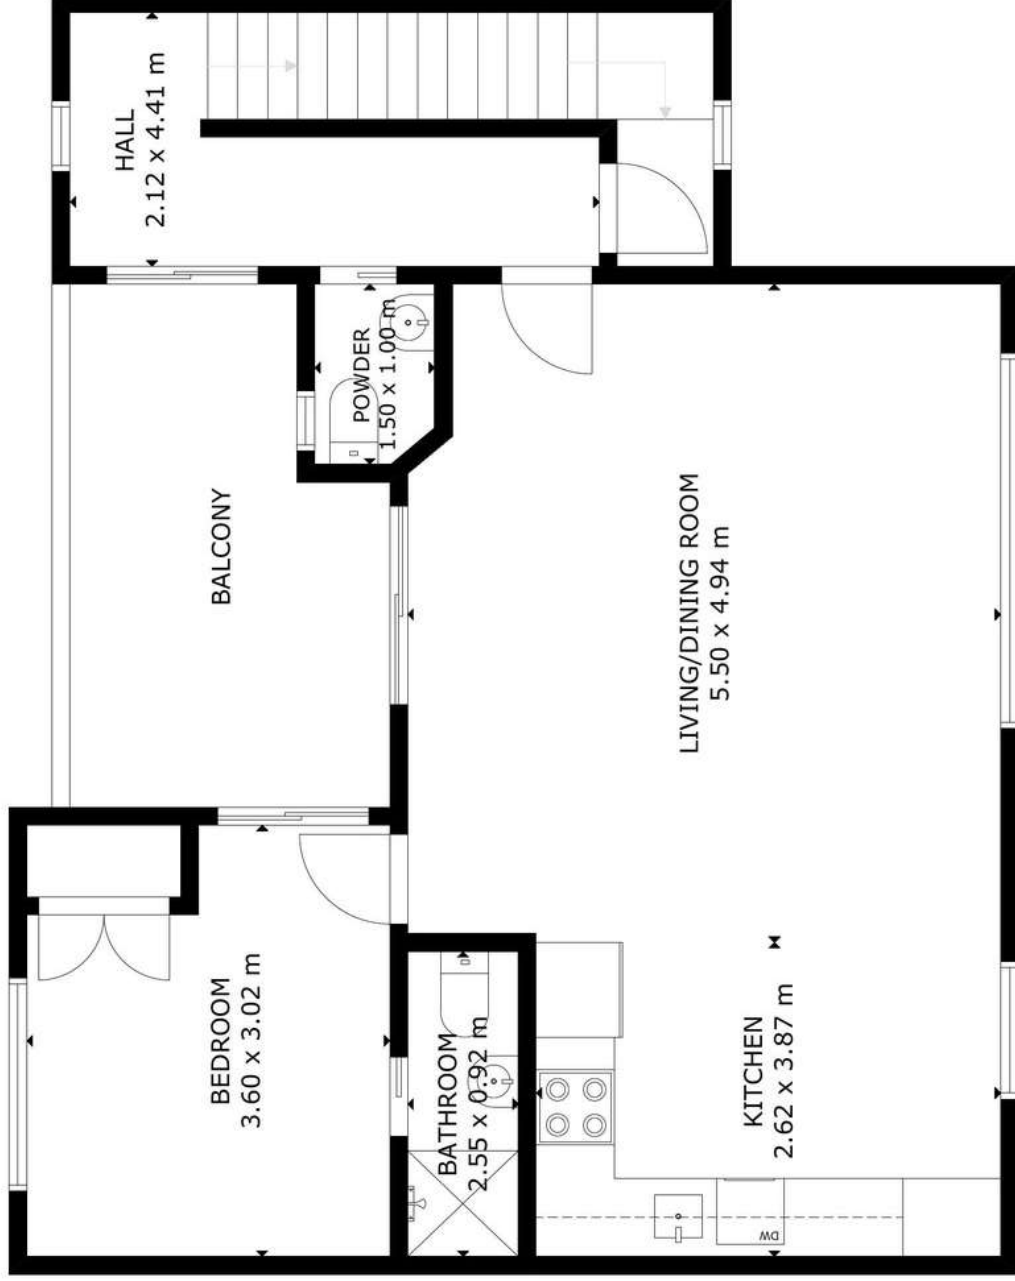 HALL
2.12 x 4.41 m
POWDER
1.50 x 1.00 m
BALCONY
LIVING/DINING ROOM
5.50 x 4.94 m
BEDROOM
3.60 x 3.02 m
BATHROOM
2.55 x 0.92 m
KITCHEN
2.62 x 3.87 m
DW